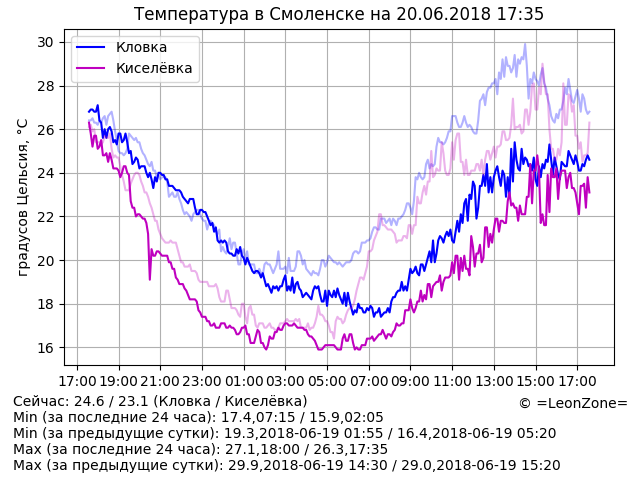 Температура в Смоленске на 20.06.2018 17:35
градусов Цельсия, °C
30
28
26
24
22
20
18
16
Кловка
Киселёвка
17:00 19:00 21:00 23:00 01:00 03:00 05:00 07:00 09:00 11:00 13:00 15:00 17:00
Сейчас: 24.6 / 23.1 (Кловка / Киселёвка)
© =LeonZone=
Min (за последние 24 часа): 17.4,07:15 / 15.9,02:05
Min (за предыдущие сутки): 19.3,2018-06-19 01:55 / 16.4,2018-06-19 05:20
Max (за последние 24 часа): 27.1,18:00 / 26.3,17:35
Max (за предыдущие сутки): 29.9,2018-06-19 14:30 / 29.0,2018-06-19 15:20